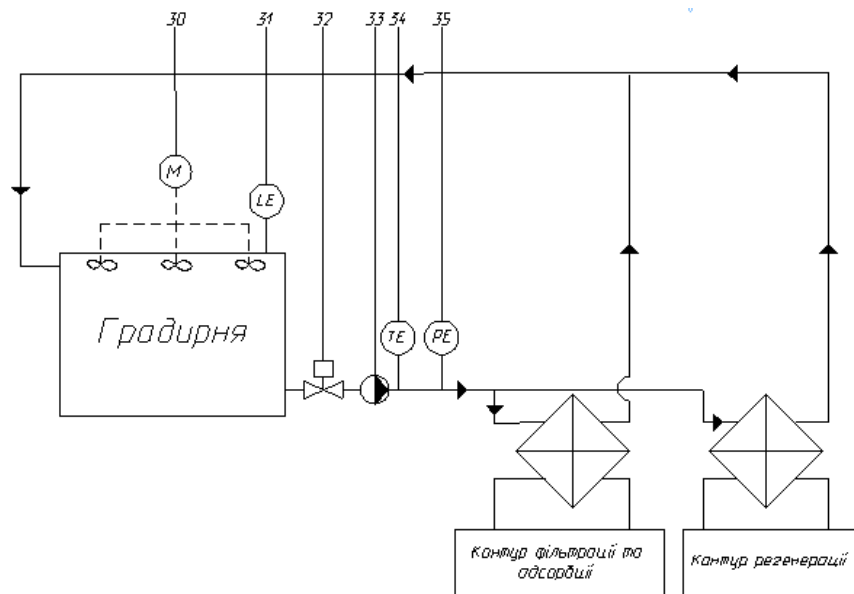 30 31 32 33 34 35
M
LE
Градирня
TE PE
Контур фільтрації та
адсорбції
Контур регенерації